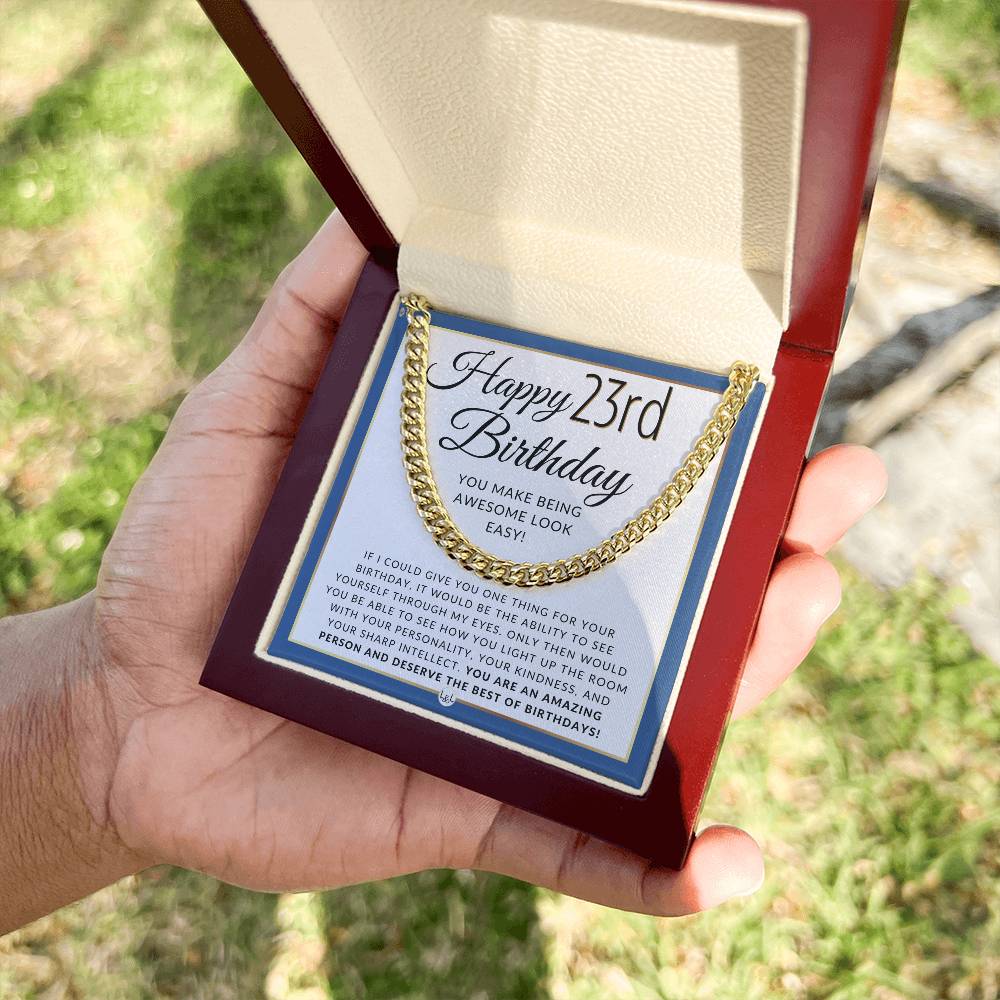 Happy 23rd
Birthday
YOU MAKE BEING
AWESOME LOOK
EASY!
IF I COULD GIVE YOU ONE THING FOR YOUR
BIRTHDAY, IT WOULD BE THE ABILITY TO SEE
YOURSELF THROUGH MY EYES. ONLY THEN WOULD
YOU BE ABLE TO SEE HOW YOU LIGHT UP THE ROOM
WITH YOUR PERSONALITY, YOUR KINDNESS, AND
YOUR SHARP INTELLECT. YOU ARE AN AMAZING
PERSON AND DESERVE THE BEST OF BIRTHDAYS!